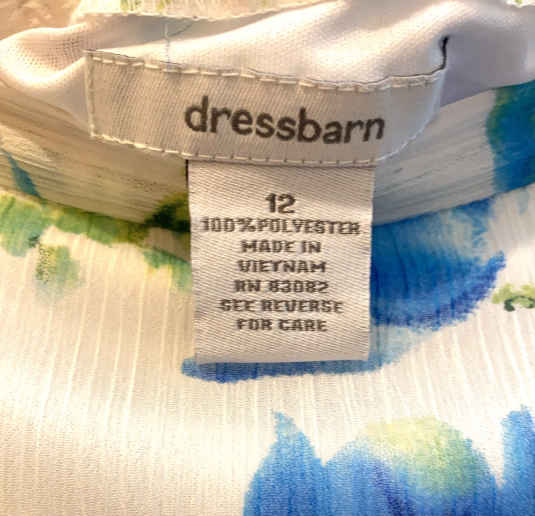 dressbarn
12
100% POLYESTER
MADE IN
VIETNAM
RN 83082
SEE REVERSE
FOR CARE